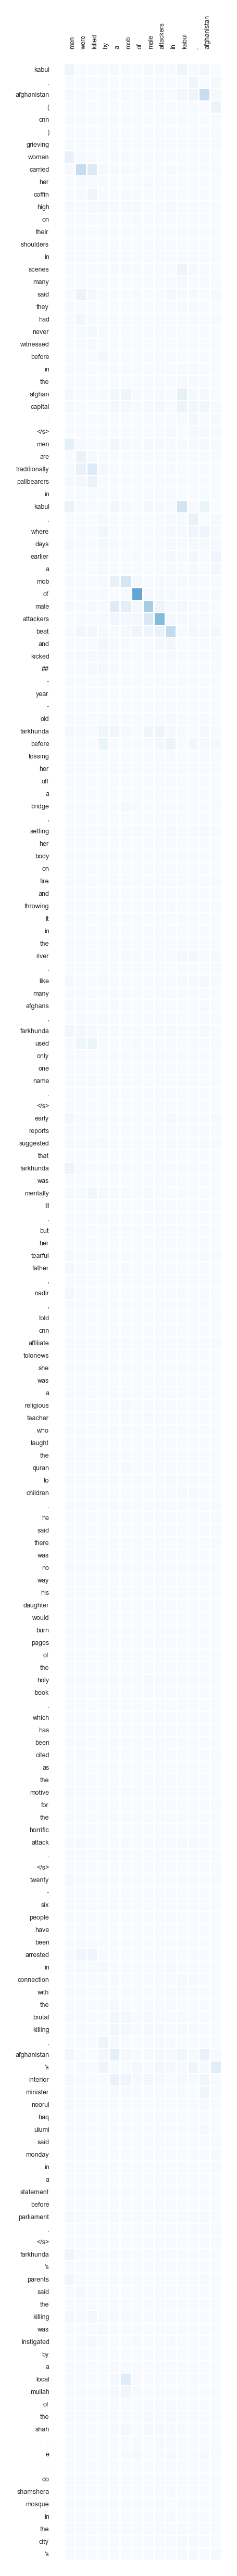 man
were
killed
by
a
mob
of
male
attackers
in
kabul
,
afghanistan
kabul
,
afghanistan
(
cnn
)
grieving
women
carried
her
coffin
high
on
their
shoulders
in
scenes
many
said
they
had
never
witnessed
before
in
the
afghan
capital
.
</s>
men
are
traditionally
pallbearers
in
kabul
,
where
days
earlier
a
mob
of
male
attackers
beat
and
kicked
##
-
year
-
old
farkhunda
before
tossing
her
off
a
bridge
,
setting
her
body
on
fire
and
throwing
it
in
the
river
.
like
many
afghans
,
farkhunda
used
only
one
name
.
</s>
early
reports
suggested
that
farkhunda
was
mentally
ill
,
but
her
tearful
father
,
nadir
,
told
cnn
affiliate
tolonews
she
was
a
religious
teacher
who
taught
the
quran
to
children
.
he
said
there
was
no
way
his
daughter
would
burn
pages
of
the
holy
book
,
which
has
been
cited
as
the
motive
for
the
horrific
attack
.
</s>
twenty
-
six
people
have
been
arrested
in
connection
with
the
brutal
killing
,
afghanistan
's
interior
minister
noorul
haq
ulumi
said
monday
in
a
statement
before
parliament
.
</s>
farkhunda
's
parents
said
the
killing
was
instigated
by
a
local
mullah
of
the
shah
-
e
-
do
shamshera
mosque
in
the
city
's